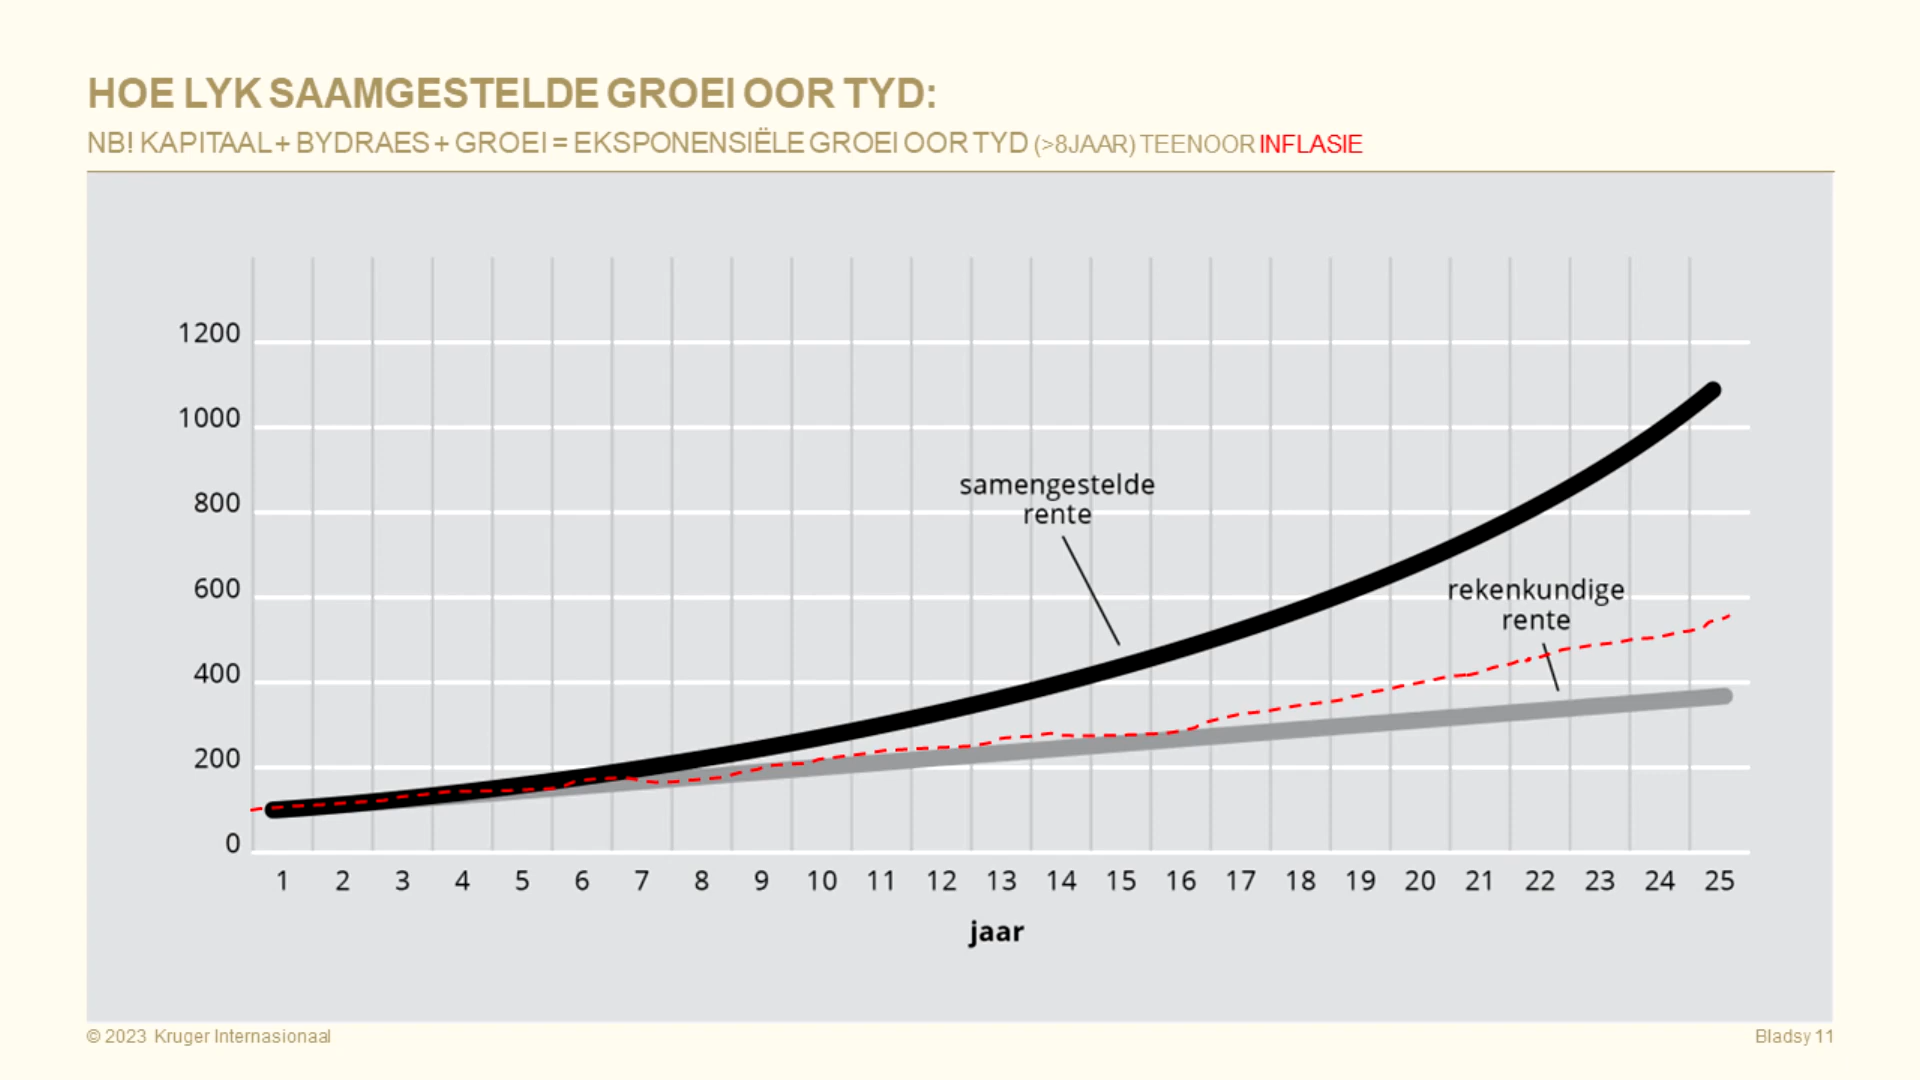 HOE LYK SAAMGESTELDE GROEI OOR TYD:
NB! KAPITAAL + BYDRAES + GROEI = EKSPONENSIËLE GROEI OOR TYD (>8JAAR) TEENOOR INFLASIE
1200
1000
800
600
400
200
0
samengestelde
rente
rekenkundige
rente
1 2 3 4 5 6 7 8 9 10 11 12 13 14 15 16 17 18 19 20 21 22 23 24 25
jaar
© 2023 Kruger Internasionaal
Bladsy 11